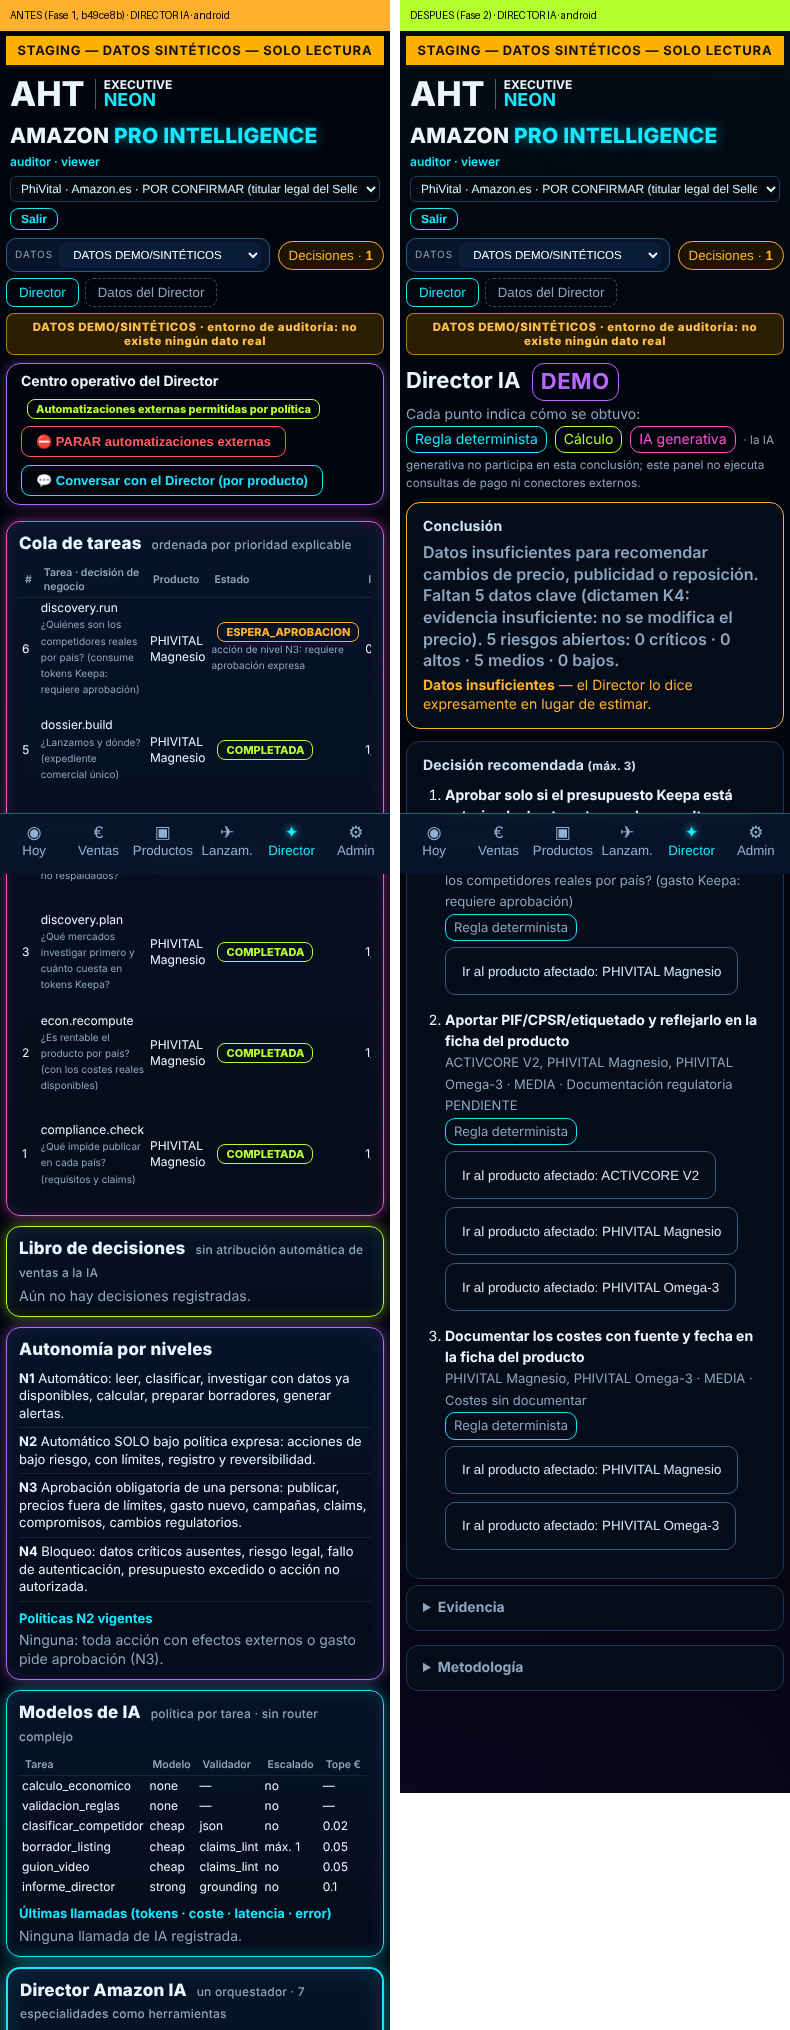 ANTES (Fase 1, b49ce8b) · DIRECTOR IA · android
STAGING — DATOS SINTÉTICOS — SOLO LECTURA
AHT
EXECUTIVE
NEON
AMAZON PRO INTELLIGENCE
auditor · viewer
PhiVital · Amazon.es · POR CONFIRMAR (titular legal del Selle
Salir
DATOS DATOS DEMO/SINTÉTICOS
Decisiones · 1
Director
Datos del Director
DATOS DEMO/SINTÉTICOS · entorno de auditoría: no
existe ningún dato real
Centro operativo del Director
Automatizaciones externas permitidas por política
⛔ PARAR automatizaciones externas
💬 Conversar con el Director (por producto)
Cola de tareas ordenada por prioridad explicable
# Tarea · decisión de negocio Producto Estado
6 discovery.run
¿Quiénes son los
competidores reales
por país? (consume
tokens Keepa:
requiere aprobación)
PHIVITAL
Magnesio
ESPERA_APROBACION
acción de nivel N3: requiere
aprobación expresa
5 dossier.build
¿Lanzamos y dónde?
(expediente
comercial único)
PHIVITAL
Magnesio
COMPLETADA
◉ Hoy
€ Ventas
▣ Productos
✈ Lanzam.
✦ Director
⚙ Admin
no respaldados?
3 discovery.plan
¿Qué mercados
investigar primero y
cuánto cuesta en
tokens Keepa?
PHIVITAL
Magnesio
COMPLETADA
2 econ.recompute
¿Es rentable el
producto por país?
(con los costes reales
disponibles)
PHIVITAL
Magnesio
COMPLETADA
1 compliance.check
¿Qué impide publicar
en cada país?
(requisitos y claims)
PHIVITAL
Magnesio
COMPLETADA
Libro de decisiones sin atribución automática de
ventas a la IA
Aún no hay decisiones registradas.
Autonomía por niveles
N1 Automático: leer, clasificar, investigar con datos ya
disponibles, calcular, preparar borradores, generar
alertas.
N2 Automático SOLO bajo política expresa: acciones de
bajo riesgo, con límites, registro y reversibilidad.
N3 Aprobación obligatoria de una persona: publicar,
precios fuera de límites, gasto nuevo, campañas, claims,
compromisos, cambios regulatorios.
N4 Bloqueo: datos críticos ausentes, riesgo legal, fallo
de autenticación, presupuesto excedido o acción no
autorizada.
Políticas N2 vigentes
Ninguna: toda acción con efectos externos o gasto
pide aprobación (N3).
Modelos de IA política por tarea · sin router
complejo
Tarea Modelo Validador Escalado Tope €
calculo_economico none — no —
validacion_reglas none — no —
clasificar_competidor cheap json no 0.02
borrador_listing cheap claims_lint máx. 1 0.05
guion_video cheap claims_lint no 0.05
informe_director strong grounding no 0.1
Últimas llamadas (tokens · coste · latencia · error)
Ninguna llamada de IA registrada.
Director Amazon IA un orquestador · 7
especialidades como herramientas
DESPUES (Fase 2) · DIRECTOR IA · android
STAGING — DATOS SINTÉTICOS — SOLO LECTURA
AHT
EXECUTIVE
NEON
AMAZON PRO INTELLIGENCE
auditor · viewer
PhiVital · Amazon.es · POR CONFIRMAR (titular legal del Selle
Salir
DATOS DATOS DEMO/SINTÉTICOS
Decisiones · 1
Director
Datos del Director
DATOS DEMO/SINTÉTICOS · entorno de auditoría: no
existe ningún dato real
Director IA DEMO
Cada punto indica cómo se obtuvo:
Regla determinista Cálculo IA generativa · la IA
generativa no participa en esta conclusión; este panel no ejecuta
consultas de pago ni conectores externos.
Conclusión
Datos insuficientes para recomendar
cambios de precio, publicidad o reposición.
Faltan 5 datos clave (dictamen K4:
evidencia insuficiente: no se modifica el
precio). 5 riesgos abiertos: 0 críticos · 0
altos · 5 medios · 0 bajos.
Datos insuficientes — el Director lo dice
expresamente en lugar de estimar.
Decisión recomendada (máx. 3)
1. Aprobar solo si el presupuesto Keepa está
◉ Hoy
€ Ventas
▣ Productos
✈ Lanzam.
✦ Director
⚙ Admin
los competidores reales por país? (gasto Keepa:
requiere aprobación)
Regla determinista
Ir al producto afectado: PHIVITAL Magnesio
2. Aportar PIF/CPSR/etiquetado y reflejarlo en la
ficha del producto
ACTIVCORE V2, PHIVITAL Magnesio, PHIVITAL
Omega-3 · MEDIA · Documentación regulatoria
PENDIENTE
Regla determinista
Ir al producto afectado: ACTIVCORE V2
Ir al producto afectado: PHIVITAL Magnesio
Ir al producto afectado: PHIVITAL Omega-3
3. Documentar los costes con fuente y fecha en
la ficha del producto
PHIVITAL Magnesio, PHIVITAL Omega-3 · MEDIA ·
Costes sin documentar
Regla determinista
Ir al producto afectado: PHIVITAL Magnesio
Ir al producto afectado: PHIVITAL Omega-3
▶ Evidencia
▶ Metodología